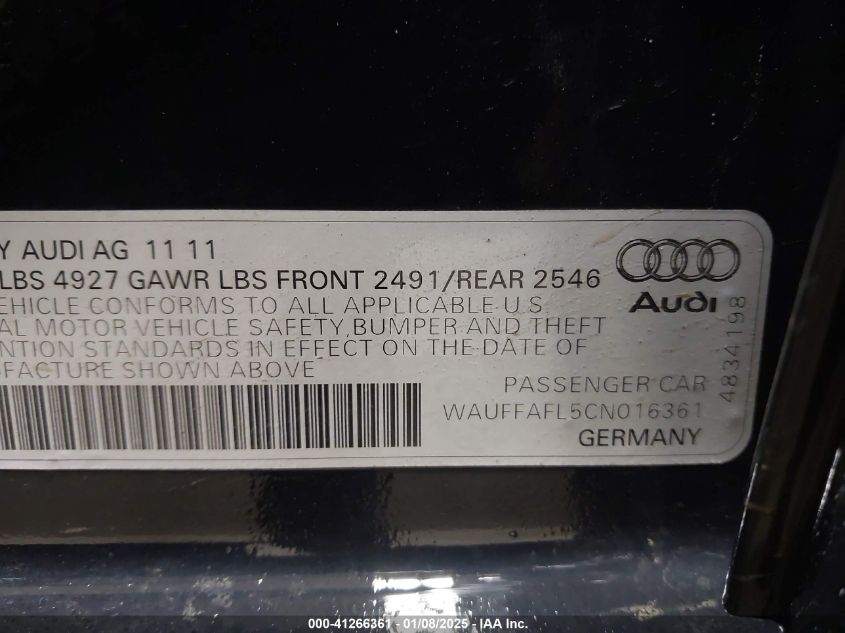 Y AUDI AG 11 11
LBS 4927 GAWR LBS FRONT 2491/REAR 2546
EHICLE CONFORMS TO ALL APPLICABLE U.S.
AL MOTOR VEHICLE SAFETY, BUMPER AND THEFT
ENTION STANDARDS IN EFFECT ON THE DATE OF
UFACTURE SHOWN ABOVE
Audi
4834198
PASSENGER CAR
WAUFFAFL5CN016361
GERMANY
000-41266361 - 01/08/2025 - IAA Inc.